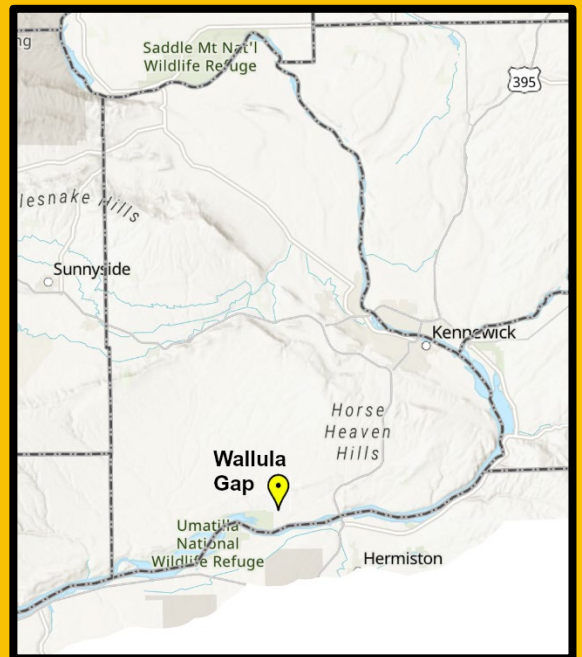 ng
Saddle Mt Nat'l
Wildlife Refuge
395
lesnake Hills
Sunnyside
Kennewick
Horse
Heaven
Hills
Wallula
Gap
Umatilla
National
Wildlife Refuge
Hermiston